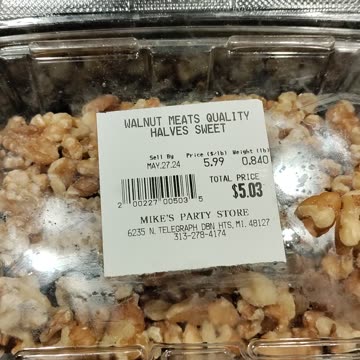 WALNUT MEATS QUALITY
HALVES SWEET
Sell By Price ($/lb) Weight (lb)
MAY.27.24 5.99 0.840
TOTAL PRICE
$5.03
2 00227 00503 5
MIKE'S PARTY STORE
6235 N. TELEGRAPH DBN HTS, MI. 48127
313-278-4174